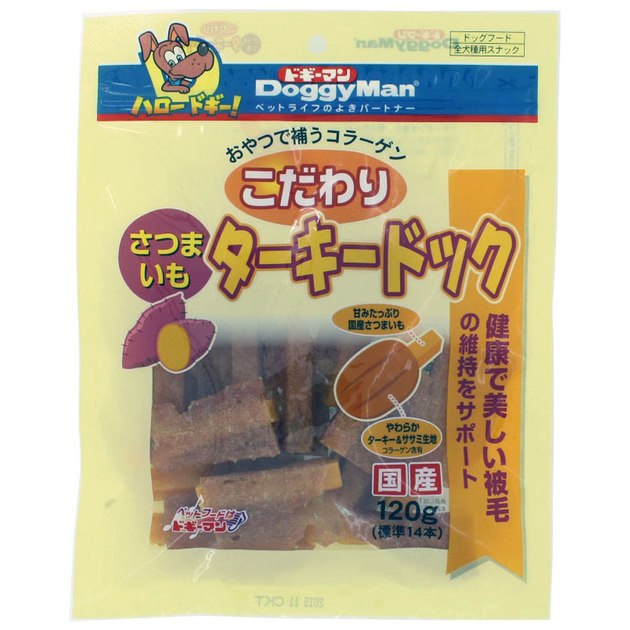 ドッグフード
全犬種用スナック
ハロードギー!
ドギーマン
DoggyMan
ペットライフのよきパートナー
おやつで補うコラーゲン
こだわり
さつま
いも
ターキードック
甘みたっぷり
国産さつまいも
健康で美しい被毛
の維持をサポート
やわらか
ターキー&ササミ生地
コラーゲン含有
国産
120g
(標準14本)
ペットフードは
ドギーマン
2015 11 CKT